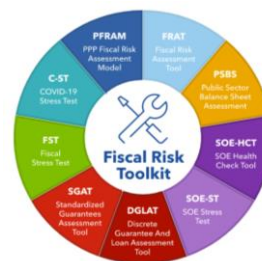 PFRAM
PPP Fiscal Risk
Assessment
Model
FRAT
Fiscal Risk
Assessmant
Tool
PSBS
Public Sector
Balance Sheet
Assessment
SOE-HCT
SOE Health
Check Tool
SOE-ST
SOE Stress
Test
DGLAT
Discrete
Guarantee And
Loan Assessment
Tool
SGAT
Standardized
Guarantees
Assessment
Tool
FST
Fiscal
Stress Test
C-ST
COVID-19
Stress Test
Fiscal Risk
Toolkit